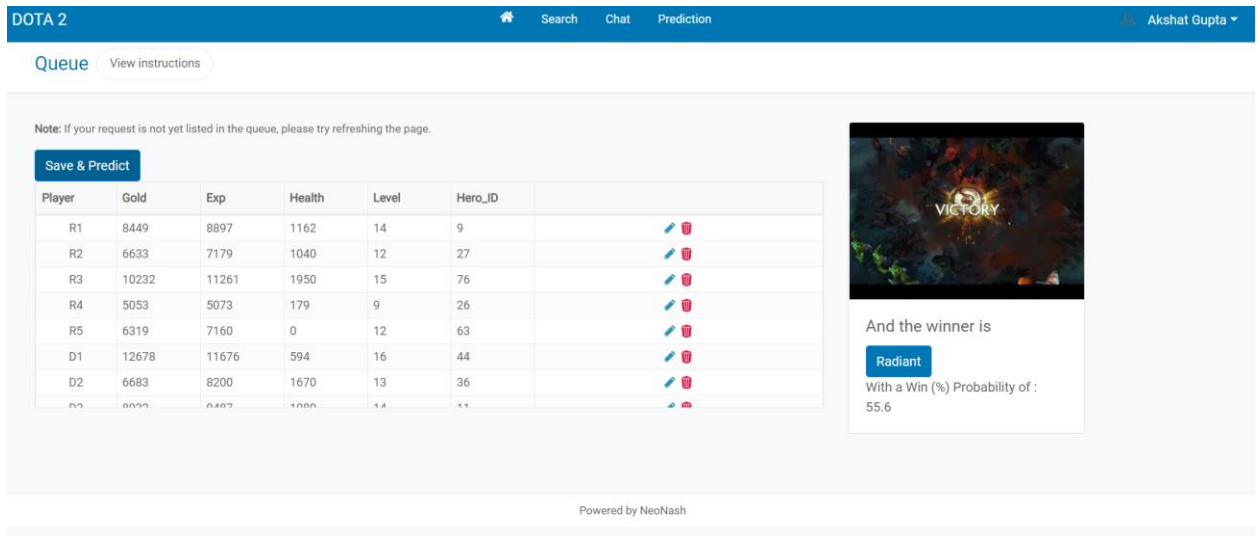 DOTA 2 Search Chat Prediction Akshat Gupta
Queue View instructions
Note: If your request is not yet listed in the queue, please try refreshing the page.
Save & Predict
Player Gold Exp Health Level Hero_ID
R1 8449 8897 1162 14 9
R2 6633 7179 1040 12 27
R3 10232 11261 1950 15 76
R4 5053 5073 179 9 26
R5 6319 7160 0 12 63
D1 12678 11676 594 16 44
D2 6683 8200 1670 13 36
VICTORY
And the winner is
Radiant
With a Win (%) Probability of :
55.6
Powered by NeoNash